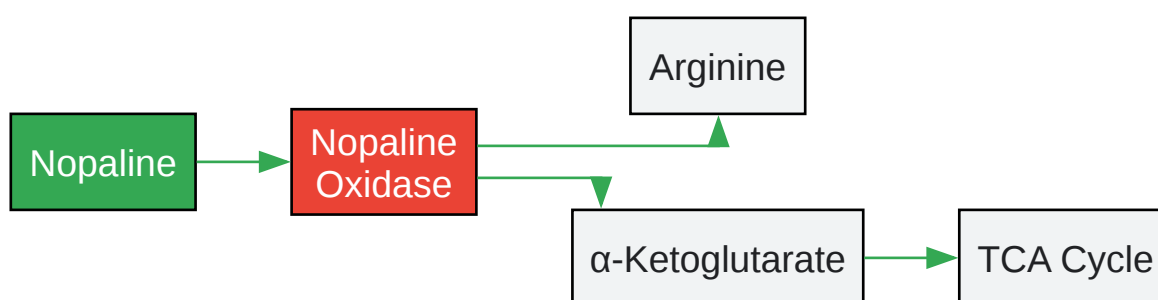 Arginine
Nopaline
Nopaline
Oxidase
α-Ketoglutarate
TCA Cycle